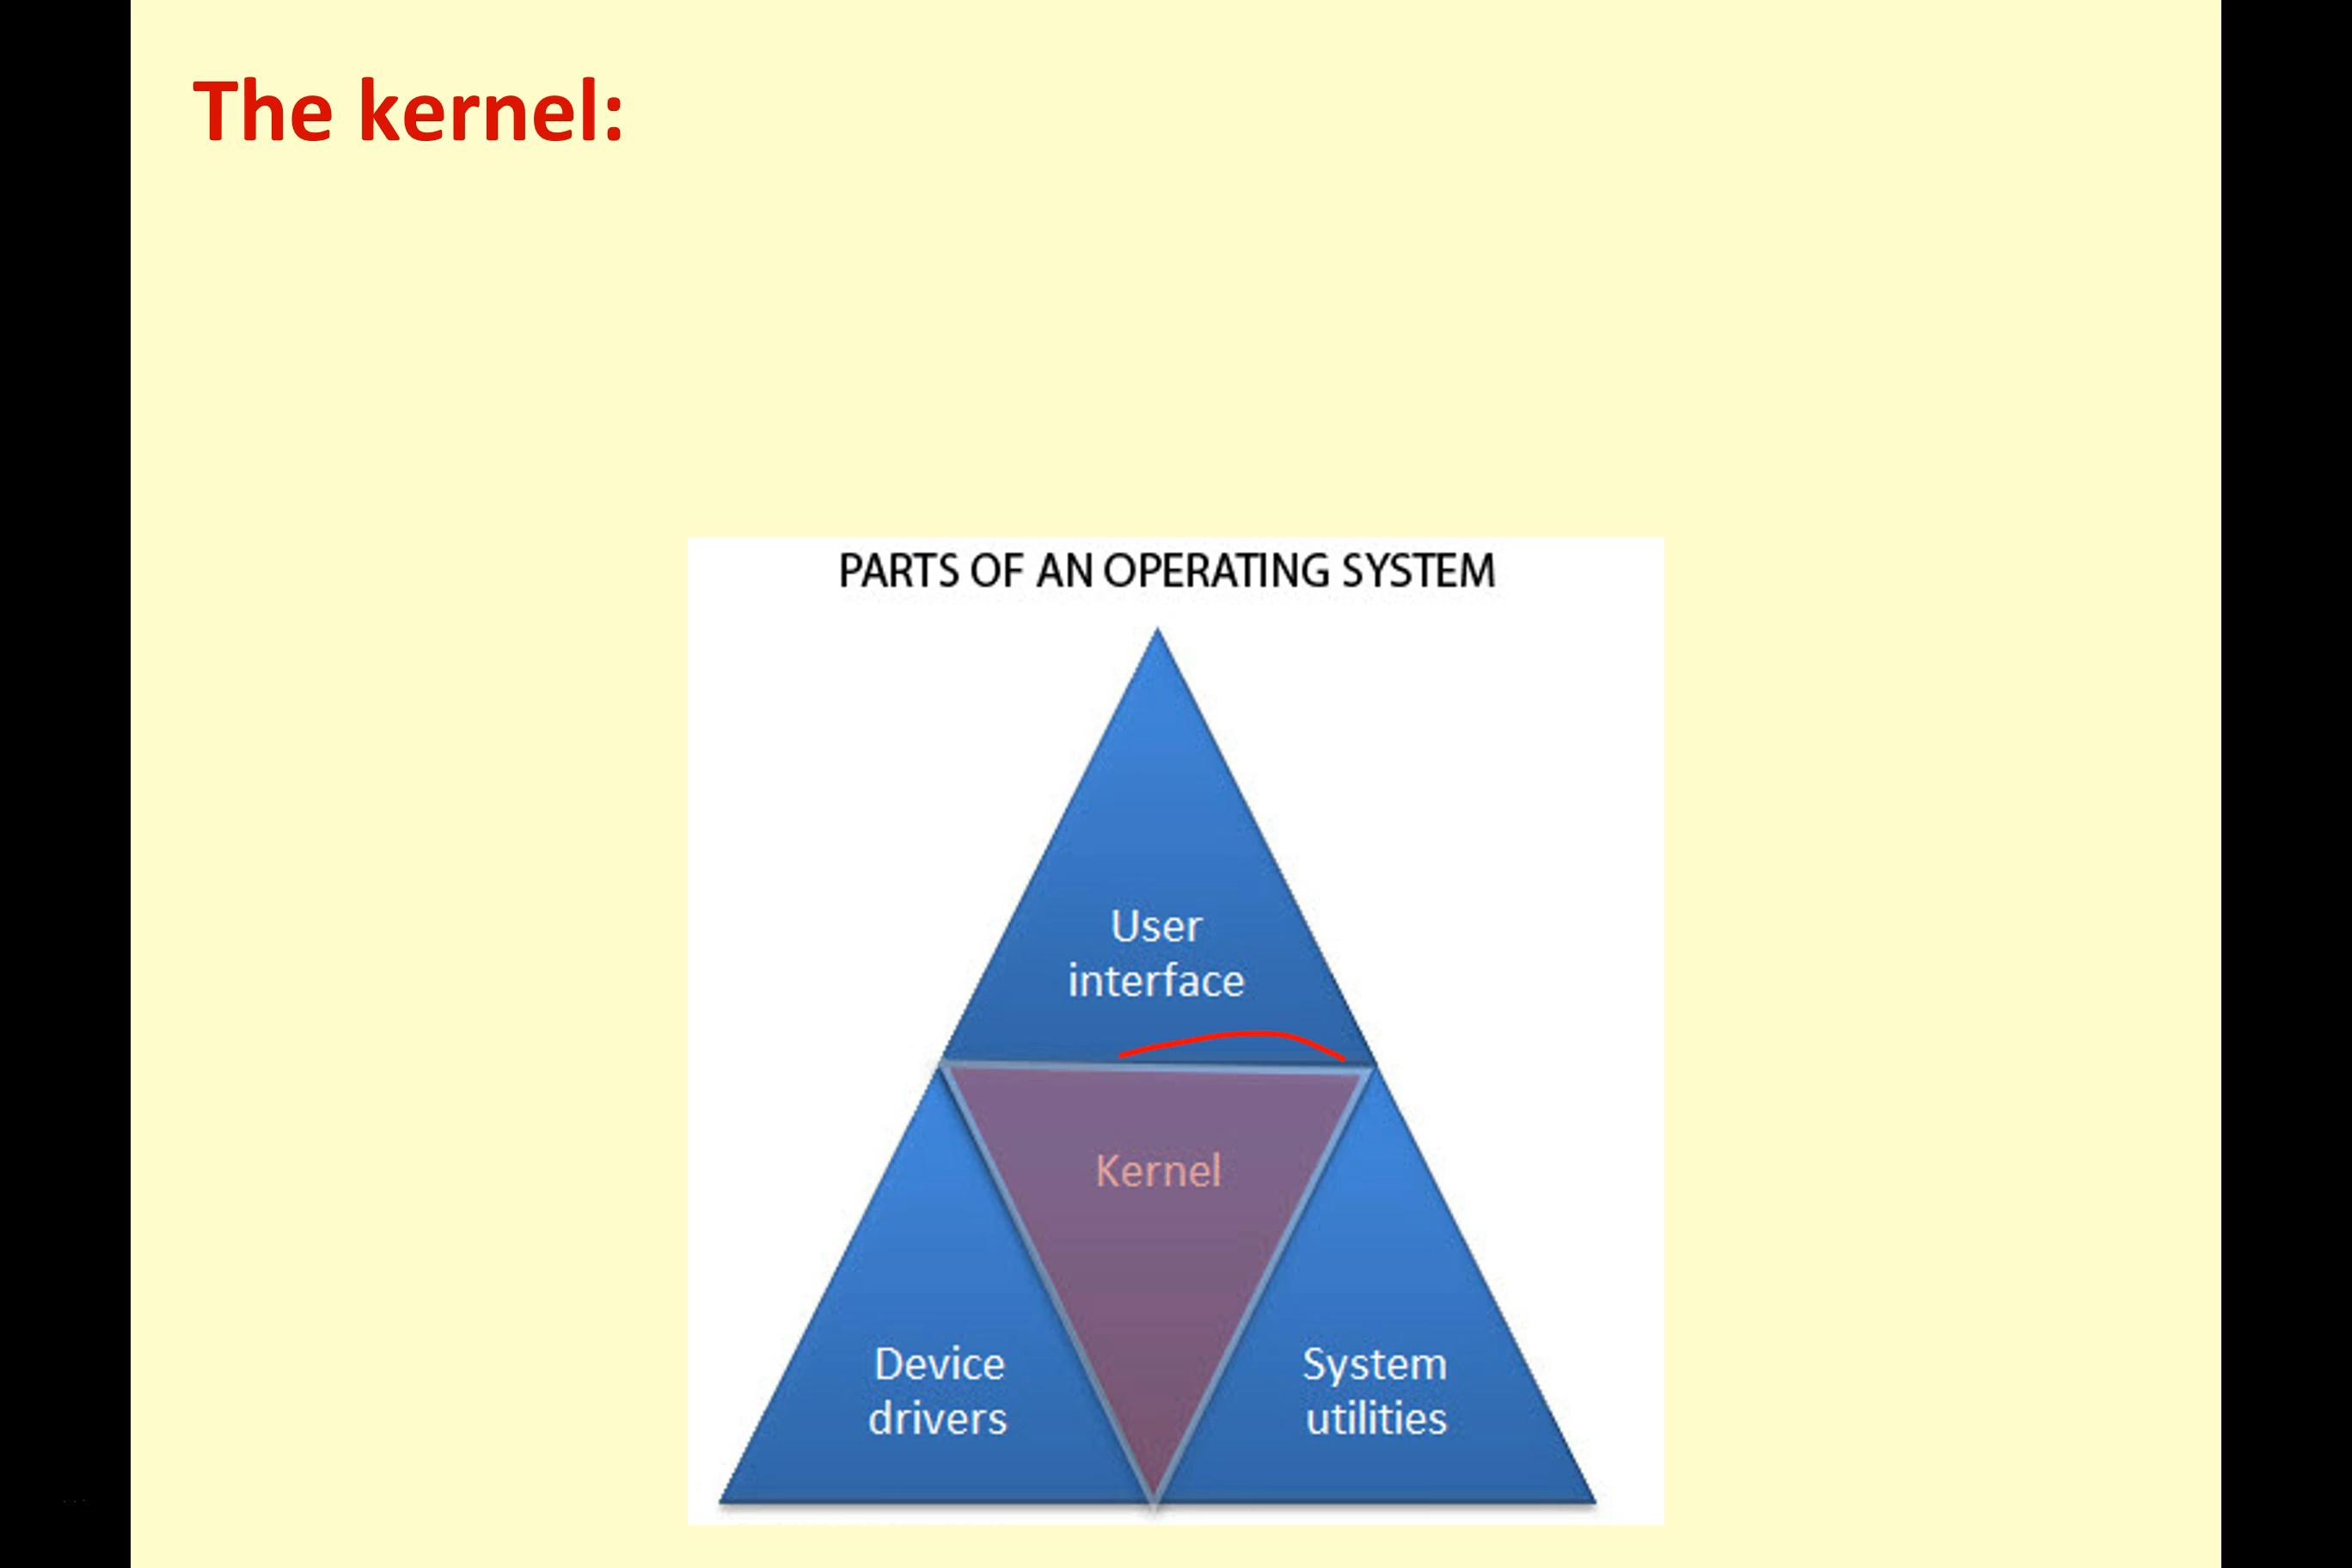 The kernel:
PARTS OF AN OPERATING SYSTEM
User
interface
Kernel
Device
drivers
System
utilities